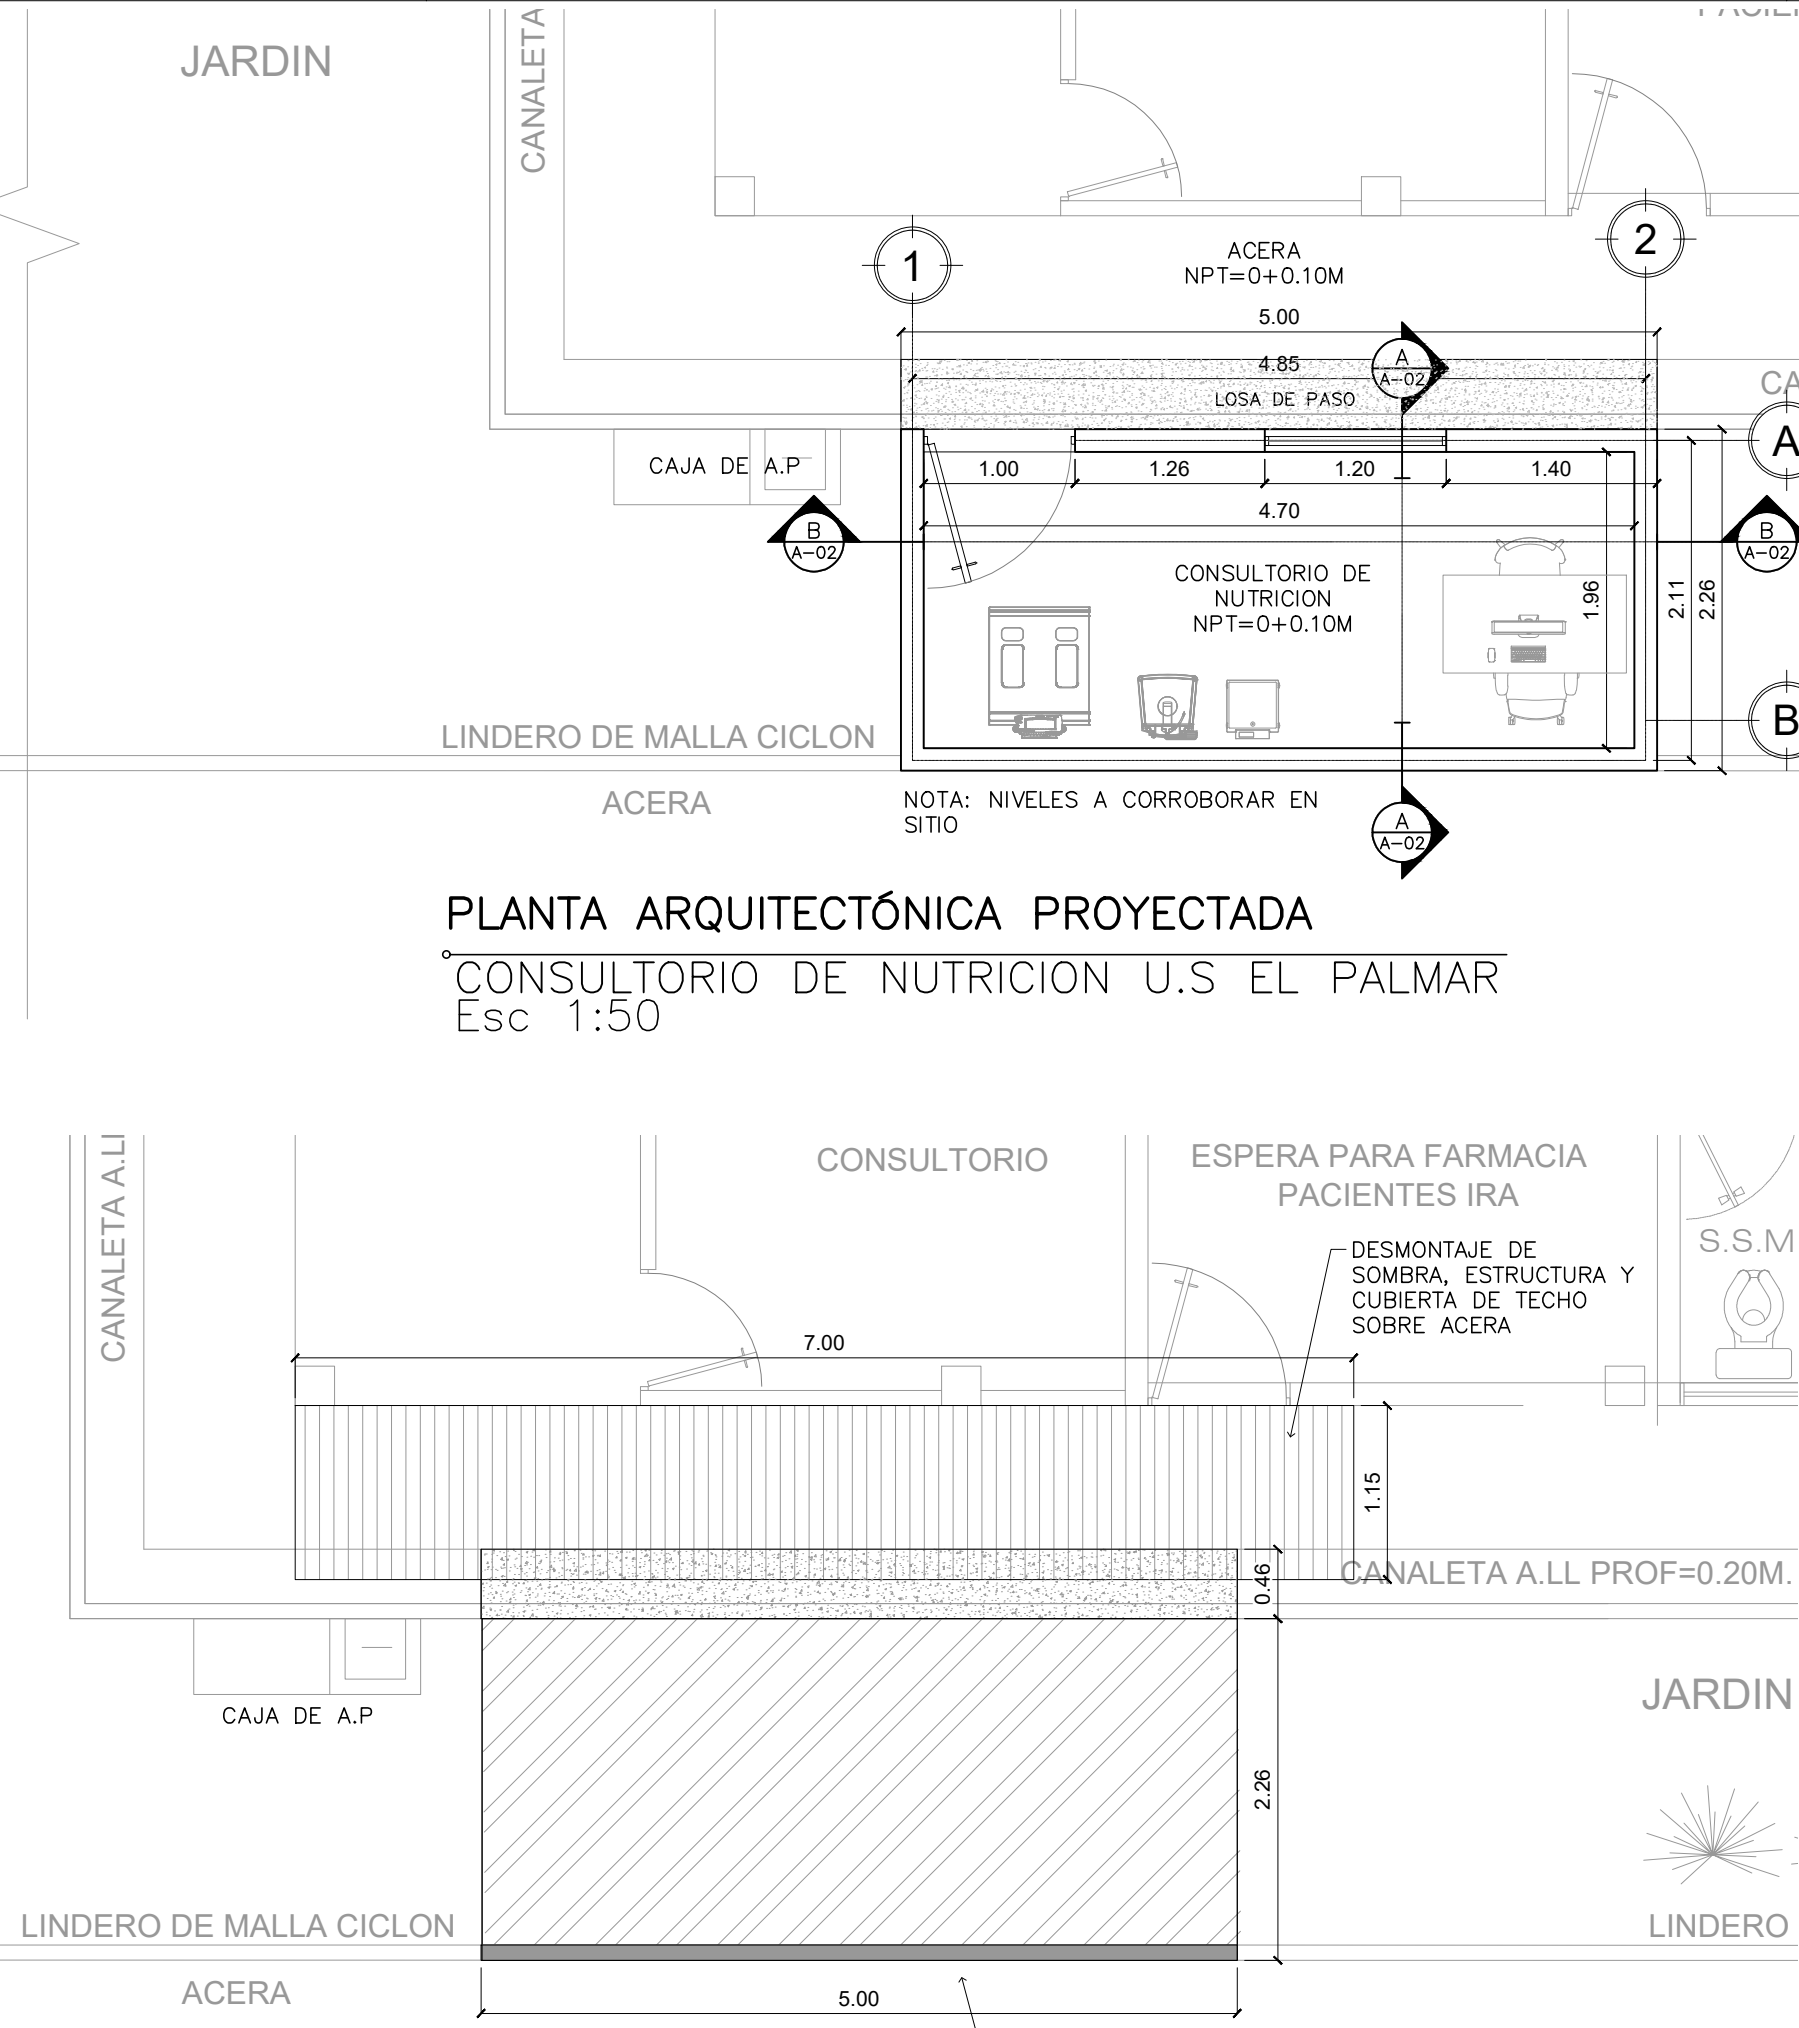 JARDIN
CANALETA
1
2
ACERA
NPT=0+0.10M
5.00
4.85
A
A-02
LOSA DE PASO
CA
A
CAJA DE A.P
1.00
1.26
1.20
1.40
4.70
B
A-02
B
A-02
CONSULTORIO DE
NUTRICION
NPT=0+0.10M
1.96
2.11
2.26
B
LINDERO DE MALLA CICLON
ACERA
NOTA: NIVELES A CORROBORAR EN
SITIO
A
A-02
PLANTA ARQUITECTÓNICA PROYECTADA
CONSULTORIO DE NUTRICION U.S EL PALMAR
Esc 1:50
CANALETA A.LL
CONSULTORIO
ESPERA PARA FARMACIA
PACIENTES IRA
S.S.M
DESMONTAJE DE
SOMBRA, ESTRUCTURA Y
CUBIERTA DE TECHO
SOBRE ACERA
7.00
1.15
0.46
CANALETA A.LL PROF=0.20M.
CAJA DE A.P
JARDIN
2.26
LINDERO DE MALLA CICLON
LINDERO
ACERA
5.00